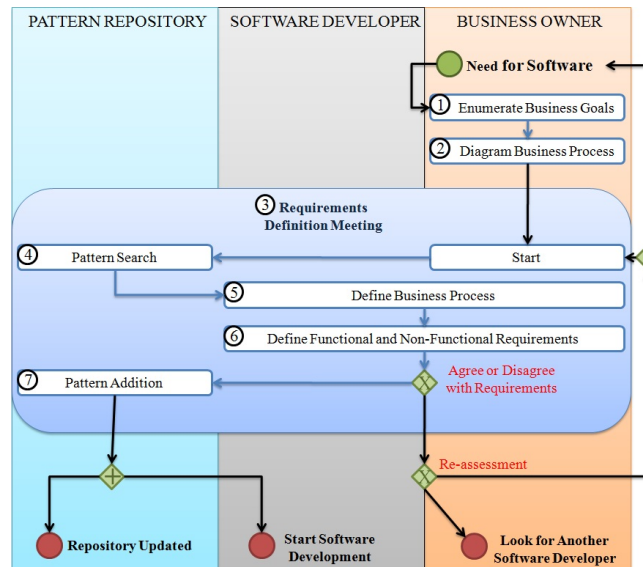 PATTERN REPOSITORY
SOFTWARE DEVELOPER
BUSINESS OWNER
Need for Software
1 Enumerate Business Goals
2 Diagram Business Process
3 Requirements
Definition Meeting
4 Pattern Search
Start
5 Define Business Process
6 Define Functional and Non-Functional Requirements
7 Pattern Addition
X
Agree or Disagree
with Requirements
+
X
Re-assessment
Repository Updated
Start Software
Development
Look for Another
Software Developer